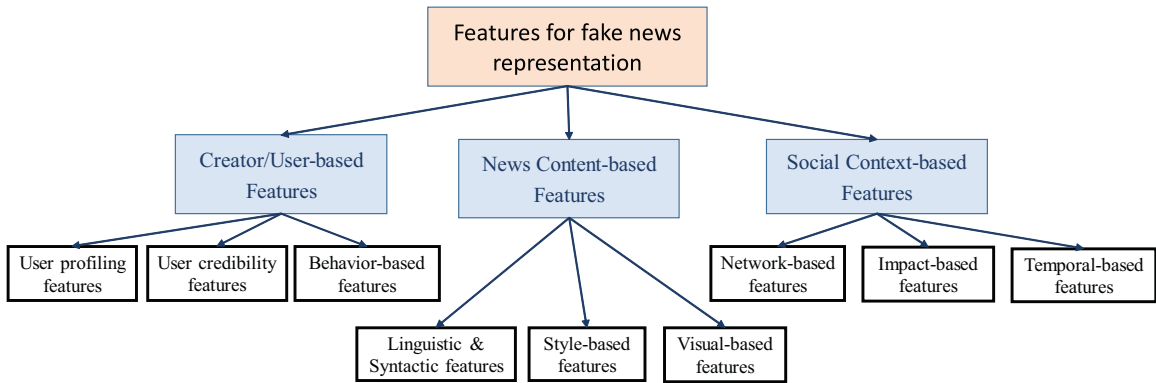 Features for fake news
representation
Creator/User-based
Features
News Content-based
Features
Social Context-based
Features
User profiling
features
User credibility
features
Behavior-based
features
Network-based
features
Impact-based
features
Temporal-based
features
Linguistic &
Syntactic features
Style-based
features
Visual-based
features